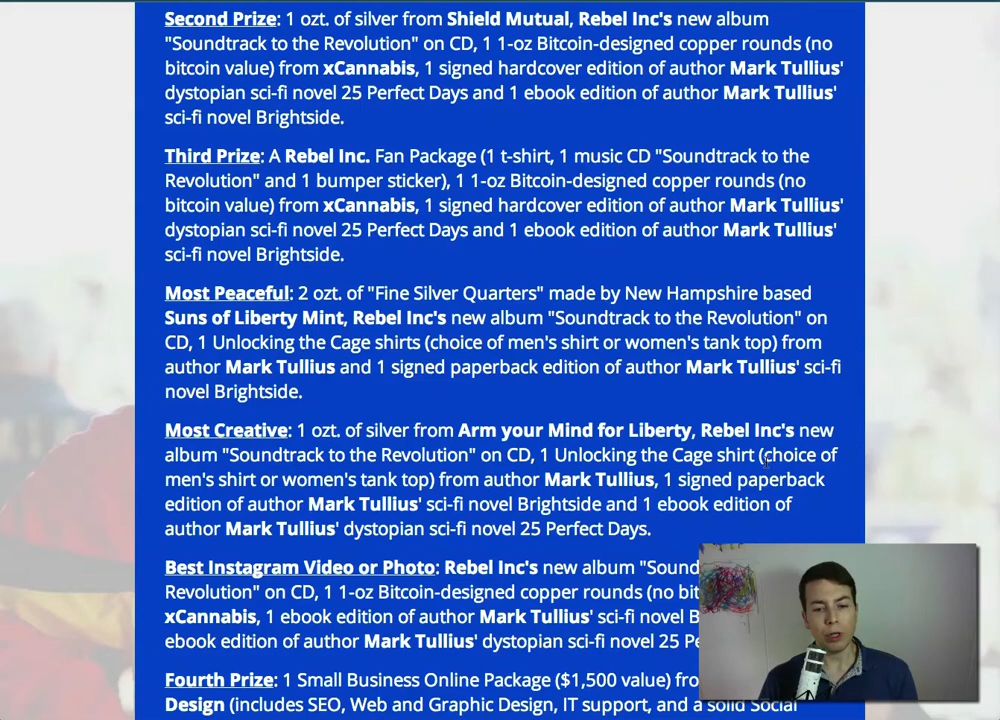 Second Prize: 1 ozt. of silver from Shield Mutual, Rebel Inc's new album
"Soundtrack to the Revolution" on CD, 1 1-oz Bitcoin-designed copper rounds (no
bitcoin value) from xCannabis, 1 signed hardcover edition of author Mark Tullius'
dystopian sci-fi novel 25 Perfect Days and 1 ebook edition of author Mark Tullius'
sci-fi novel Brightside.
Third Prize: A Rebel Inc. Fan Package (1 t-shirt, 1 music CD "Soundtrack to the
Revolution" and 1 bumper sticker), 1 1-oz Bitcoin-designed copper rounds (no
bitcoin value) from xCannabis, 1 signed hardcover edition of author Mark Tullius'
dystopian sci-fi novel 25 Perfect Days and 1 ebook edition of author Mark Tullius'
sci-fi novel Brightside.
Most Peaceful: 2 ozt. of "Fine Silver Quarters" made by New Hampshire based
Suns of Liberty Mint, Rebel Inc's new album "Soundtrack to the Revolution" on
CD, 1 Unlocking the Cage shirts (choice of men's shirt or women's tank top) from
author Mark Tullius and 1 signed paperback edition of author Mark Tullius' sci-fi
novel Brightside.
Most Creative: 1 ozt. of silver from Arm your Mind for Liberty, Rebel Inc's new
album "Soundtrack to the Revolution" on CD, 1 Unlocking the Cage shirt (choice of
men's shirt or women's tank top) from author Mark Tullius, 1 signed paperback
edition of author Mark Tullius' sci-fi novel Brightside and 1 ebook edition of
author Mark Tullius' dystopian sci-fi novel 25 Perfect Days.
Best Instagram Video or Photo: Rebel Inc's new album "Sound
Revolution" on CD, 1 1-oz Bitcoin-designed copper rounds (no bit
xCannabis, 1 ebook edition of author Mark Tullius' sci-fi novel B
ebook edition of author Mark Tullius' dystopian sci-fi novel 25 Pe
Fourth Prize: 1 Small Business Online Package ($1,500 value) fro
Design (includes SEO, Web and Graphic Design, IT support, and a solid Social